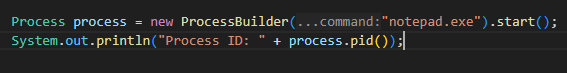 Process process = new ProcessBuilder(...command:"notepad.exe").start();
System.out.println("Process ID: " + process.pid());